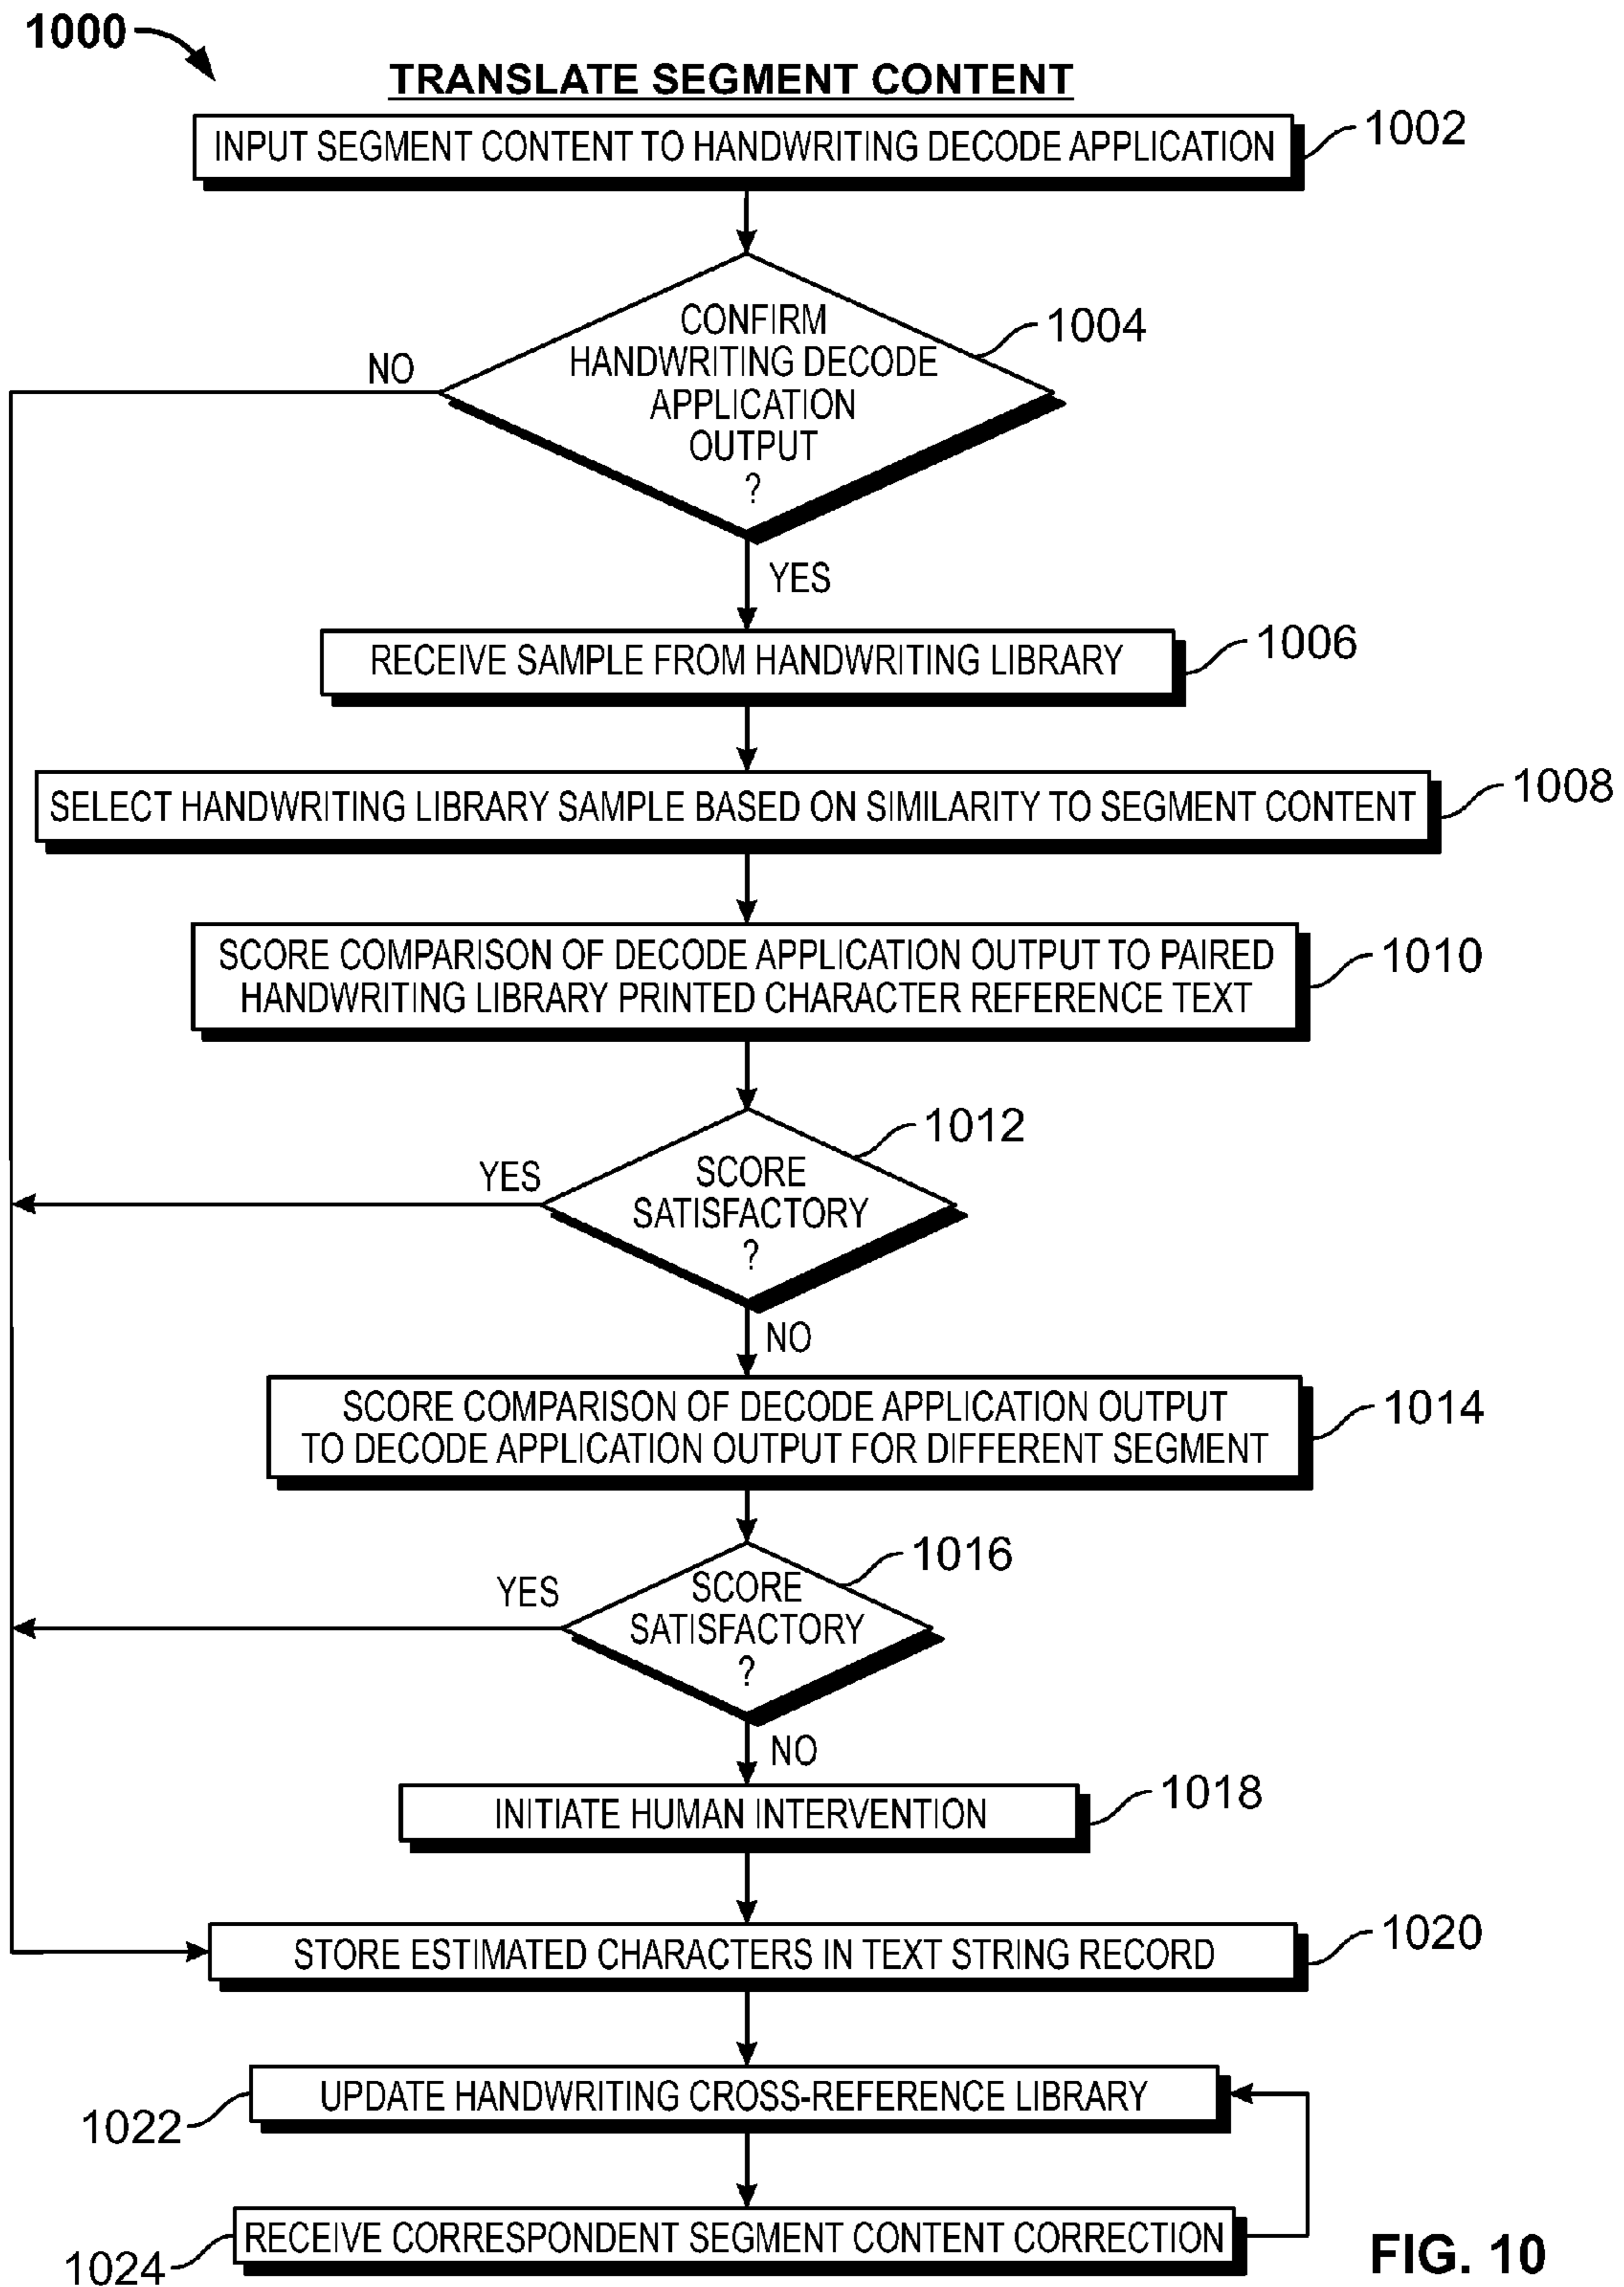 1000
TRANSLATE SEGMENT CONTENT
INPUT SEGMENT CONTENT TO HANDWRITING DECODE APPLICATION
1002
CONFIRM
HANDWRITING DECODE
APPLICATION
OUTPUT
?
1004
NO
YES
RECEIVE SAMPLE FROM HANDWRITING LIBRARY
1006
SELECT HANDWRITING LIBRARY SAMPLE BASED ON SIMILARITY TO SEGMENT CONTENT
1008
SCORE COMPARISON OF DECODE APPLICATION OUTPUT TO PAIRED
HANDWRITING LIBRARY PRINTED CHARACTER REFERENCE TEXT
1010
SCORE
SATISFACTORY
?
1012
YES
NO
SCORE COMPARISON OF DECODE APPLICATION OUTPUT
TO DECODE APPLICATION OUTPUT FOR DIFFERENT SEGMENT
1014
SCORE
SATISFACTORY
?
1016
YES
NO
INITIATE HUMAN INTERVENTION
1018
STORE ESTIMATED CHARACTERS IN TEXT STRING RECORD
1020
UPDATE HANDWRITING CROSS-REFERENCE LIBRARY
1022
RECEIVE CORRESPONDENT SEGMENT CONTENT CORRECTION
1024
FIG. 10